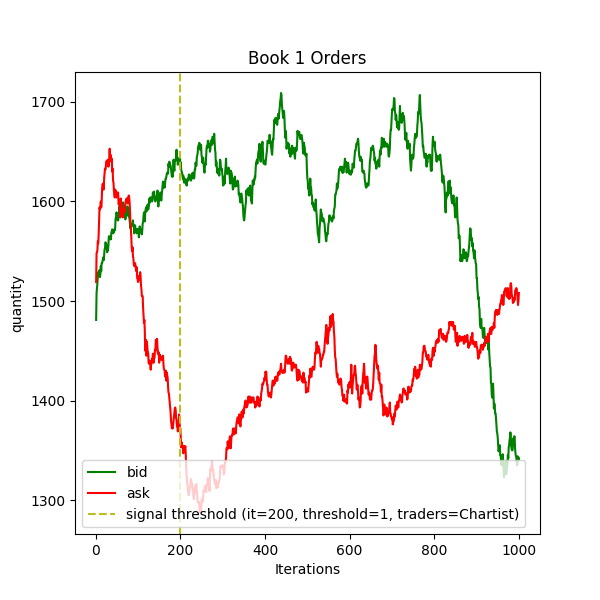 Book 1 Orders
quantity
1700
1600
1500
1400
1300
bid
ask
signal threshold (it=200, threshold=1, traders=Chartist)
0 200 400 600 800 1000
Iterations